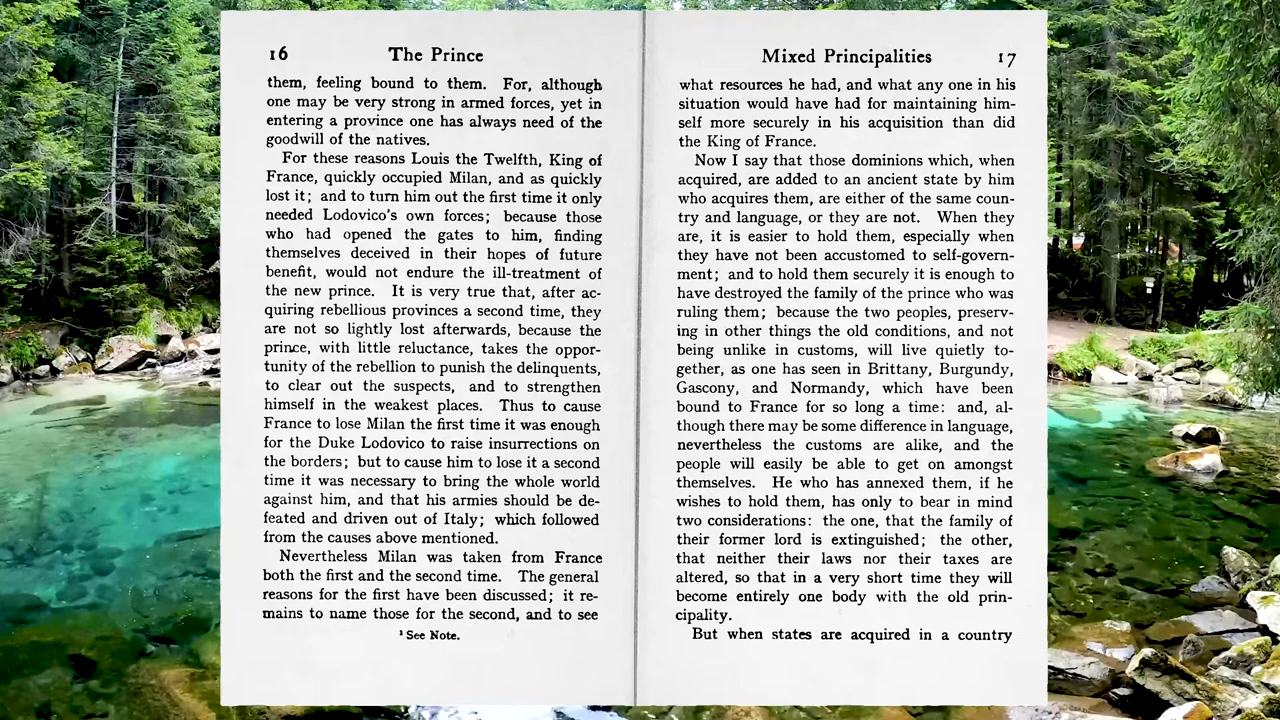 16 The Prince
them, feeling bound to them. For, although
one may be very strong in armed forces, yet in
entering a province one has always need of the
goodwill of the natives.
For these reasons Louis the Twelfth, King of
France, quickly occupied Milan, and as quickly
lost it; and to turn him out the first time it only
needed Lodovico's own forces; because those
who had opened the gates to him, finding
themselves deceived in their hopes of future
benefit, would not endure the ill-treatment of
the new prince. It is very true that, after ac-
quiring rebellious provinces a second time, they
are not so lightly lost afterwards, because the
prince, with little reluctance, takes the oppor-
tunity of the rebellion to punish the delinquents,
to clear out the suspects, and to strengthen
himself in the weakest places. Thus to cause
France to lose Milan the first time it was enough
for the Duke Lodovico to raise insurrections on
the borders; but to cause him to lose it a second
time it was necessary to bring the whole world
against him, and that his armies should be de-
feated and driven out of Italy; which followed
from the causes above mentioned.
Nevertheless Milan was taken from France
both the first and the second time. The general
reasons for the first have been discussed; it re-
mains to name those for the second, and to see
¹ See Note.
Mixed Principalities 17
what resources he had, and what any one in his
situation would have had for maintaining him-
self more securely in his acquisition than did
the King of France.
Now I say that those dominions which, when
acquired, are added to an ancient state by him
who acquires them, are either of the same coun-
try and language, or they are not. When they
are, it is easier to hold them, especially when
they have not been accustomed to self-govern-
ment; and to hold them securely it is enough to
have destroyed the family of the prince who was
ruling them; because the two peoples, preserv-
ing in other things the old conditions, and not
being unlike in customs, will live quietly to-
gether, as one has seen in Brittany, Burgundy,
Gascony, and Normandy, which have been
bound to France for so long a time: and, al-
though there may be some difference in language,
nevertheless the customs are alike, and the
people will easily be able to get on amongst
themselves. He who has annexed them, if he
wishes to hold them, has only to bear in mind
two considerations: the one, that the family of
their former lord is extinguished; the other,
that neither their laws nor their taxes are
altered, so that in a very short time they will
become entirely one body with the old prin-
cipality.
But when states are acquired in a country